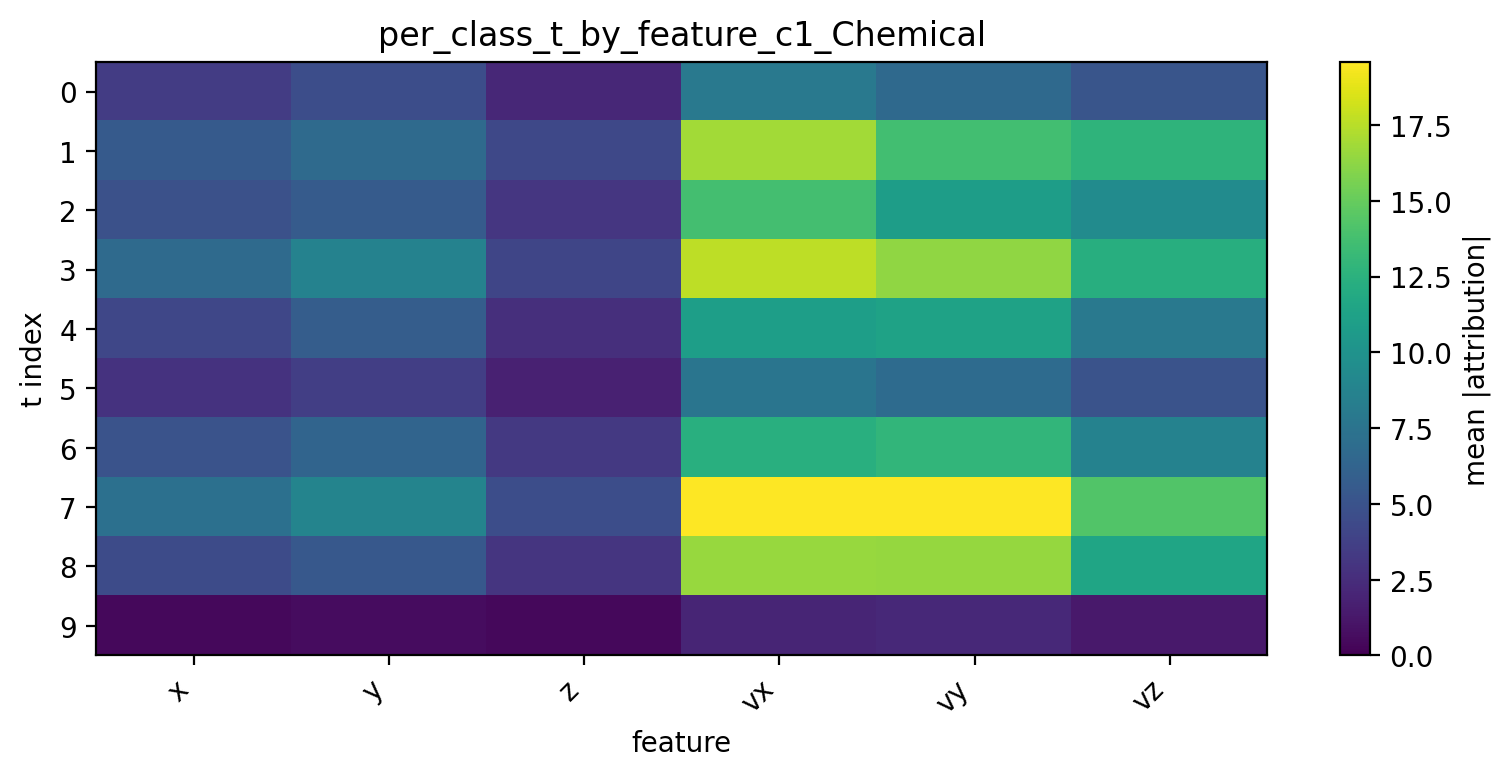 per_class_t_by_feature_c1_Chemical
t index
0
1
2
3
4
5
6
7
8
9
x
y
z
vx
vy
vz
feature
17.5
15.0
12.5
10.0
7.5
5.0
2.5
0.0
mean |attribution|